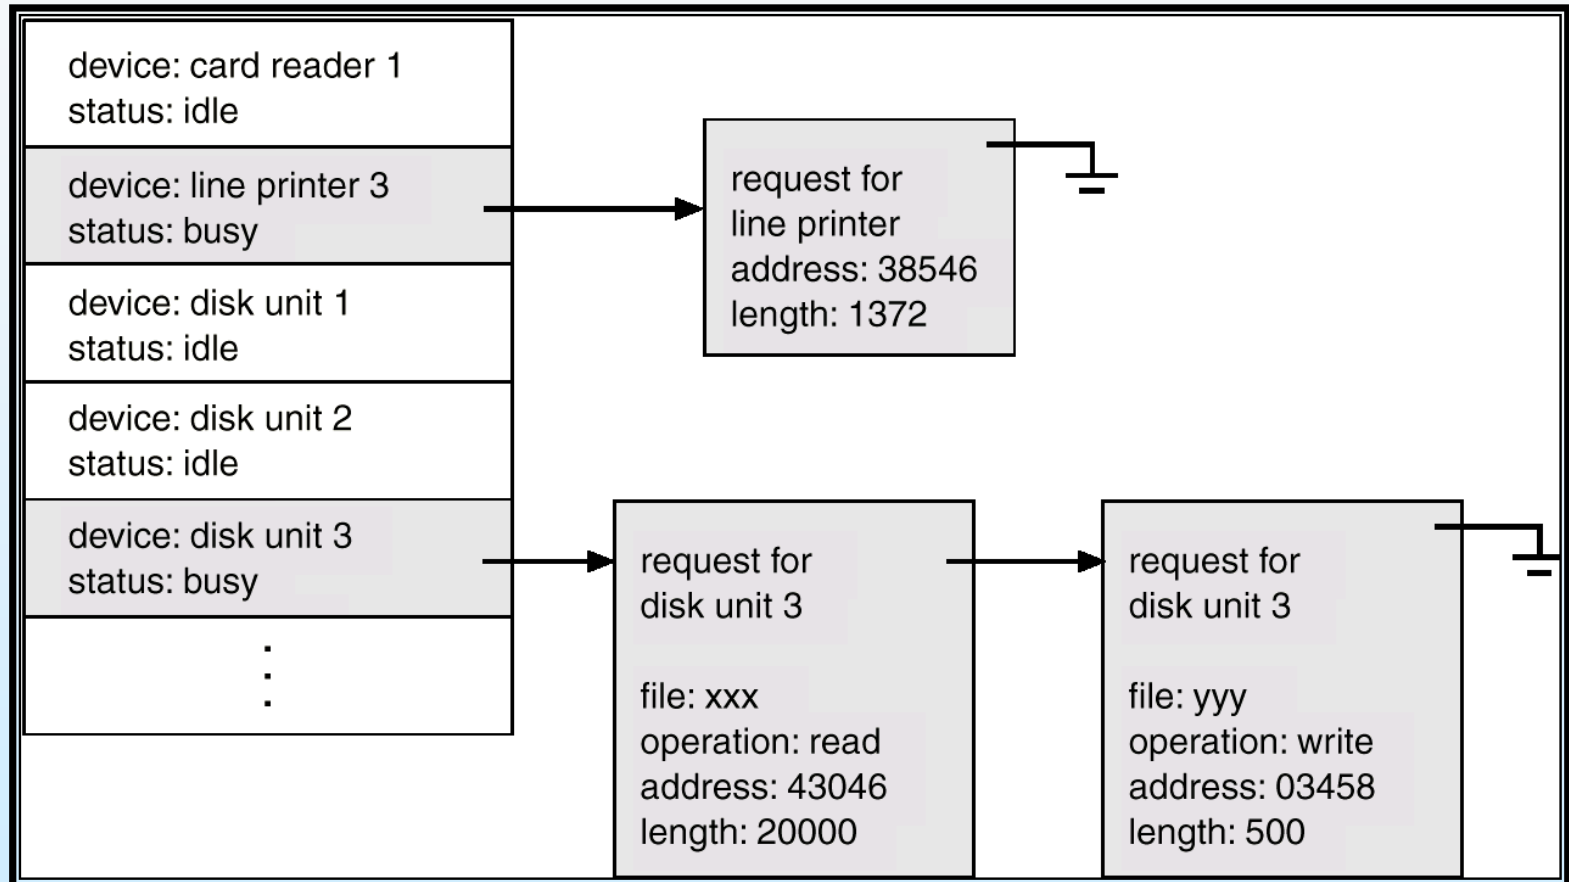 device: card reader 1
status: idle
device: line printer 3
status: busy
device: disk unit 1
status: idle
device: disk unit 2
status: idle
device: disk unit 3
status: busy
request for
line printer
address: 38546
length: 1372
request for
disk unit 3
file: xxx
operation: read
address: 43046
length: 20000
request for
disk unit 3
file: yyy
operation: write
address: 03458
length: 500